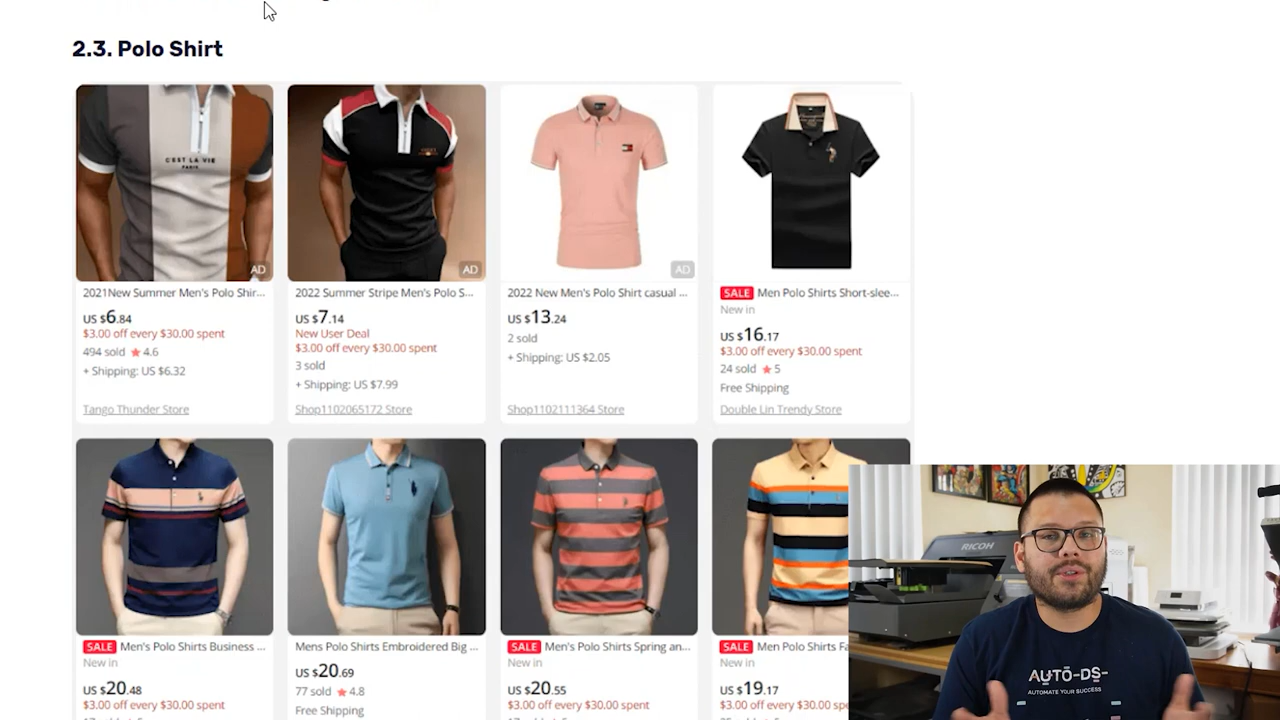 2.3. Polo Shirt
C'EST LA VIE
PARIS
AD
AD
AD
2021New Summer Men's Polo Shir...
US $6.84
$3.00 off every $30.00 spent
494 sold ★ 4.6
+ Shipping: US $6.32
Tango Thunder Store
2022 Summer Stripe Men's Polo S...
US $7.14
New User Deal
$3.00 off every $30.00 spent
3 sold
+ Shipping: US $7.99
Shop1102065172 Store
2022 New Men's Polo Shirt casual ...
US $13.24
2 sold
+ Shipping: US $2.05
Shop1102111364 Store
SALE Men Polo Shirts Short-slee...
New in
US $16.17
$3.00 off every $30.00 spent
24 sold ★ 5
Free Shipping
Double Lin Trendy Store
SALE Men's Polo Shirts Business ...
New in
US $20.48
$3.00 off every $30.00 spent
Mens Polo Shirts Embroidered Big ...
US $20.69
77 sold ★ 4.8
Free Shipping
SALE Men's Polo Shirts Spring an...
New in
US $20.55
$3.00 off every $30.00 spent
SALE Men Polo Shirts Fa
New in
US $19.17
$3.00 off every $30.00
RICOH
AUTO-DS-
AUTOMATE YOUR SUCCESS